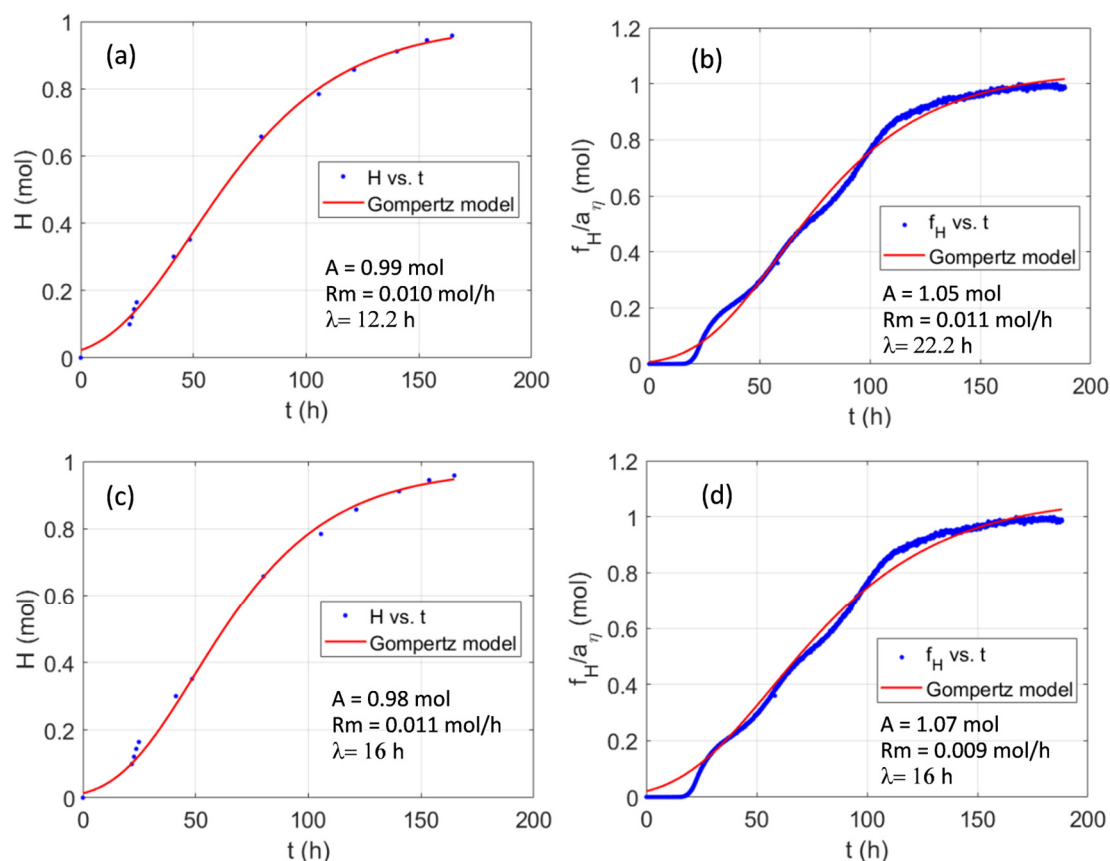 (a)
1
0.8
0.6
0.4
0.2
0
H (mol)
H vs. t
Gompertz model
A = 0.99 mol
Rm = 0.010 mol/h
λ= 12.2 h
0 50 100 150 200
t (h)
(b)
1.2
1
0.8
0.6
0.4
0.2
0
f_H/a_η (mol)
f_H vs. t
Gompertz model
A = 1.05 mol
Rm = 0.011 mol/h
λ= 22.2 h
0 50 100 150 200
t (h)
(c)
1
0.8
0.6
0.4
0.2
0
H (mol)
H vs. t
Gompertz model
A = 0.98 mol
Rm = 0.011 mol/h
λ= 16 h
0 50 100 150 200
t (h)
(d)
1.2
1
0.8
0.6
0.4
0.2
0
f_H/a_η (mol)
f_H vs. t
Gompertz model
A = 1.07 mol
Rm = 0.009 mol/h
λ= 16 h
0 50 100 150 200
t (h)